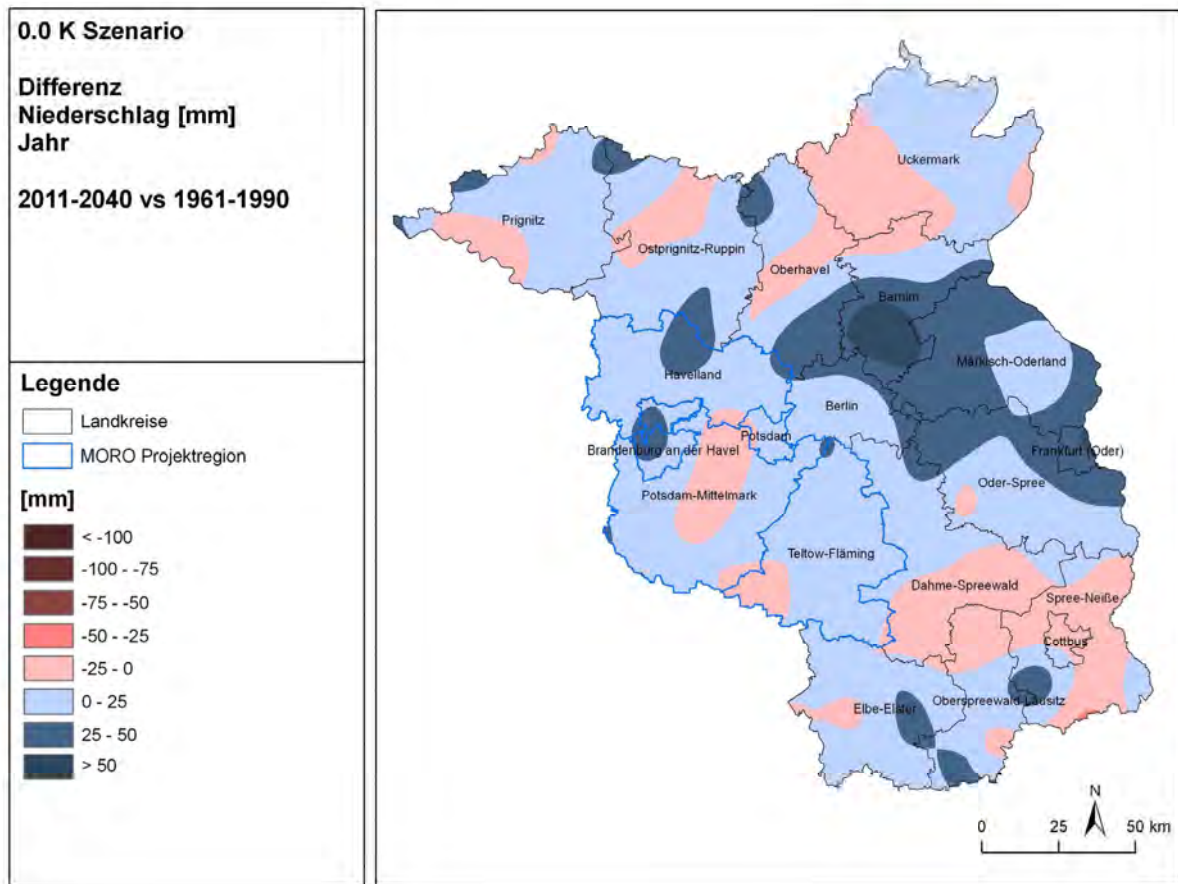 0.0 K Szenario
Differenz
Niederschlag [mm]
Jahr
2011-2040 vs 1961-1990
Legende
Landkreise
MORO Projektregion
[mm]
< -100
-100 - -75
-75 - -50
-50 - -25
-25 - 0
0 - 25
25 - 50
> 50
Uckermark
Prignitz
Ostprignitz-Ruppin
Oberhavel
Barnim
Märkisch-Oderland
Havelland
Berlin
Potsdam
Brandenburg an der Havel
Frankfurt (Oder)
Oder-Spree
Potsdam-Mittelmark
Teltow-Fläming
Dahme-Spreewald
Spree-Neiße
Cottbus
Oberspreewald-Lausitz
Elbe-Elster
N
0 25 50 km